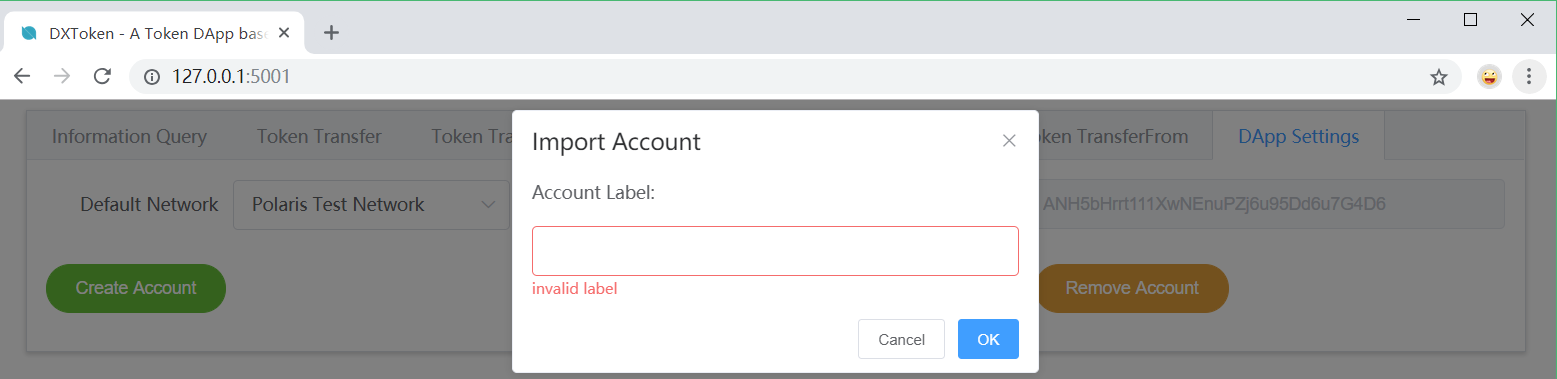 DXToken - A Token DApp base
127.0.0.1:5001
Information Query
Token Transfer
Token Tra
Import Account
ken TransferFrom
DApp Settings
Account Label:
Default Network
Polaris Test Network
ANH5bHrrt111XwNEnuPZj6u95Dd6u7G4D6
invalid label
Create Account
Remove Account
Cancel
OK